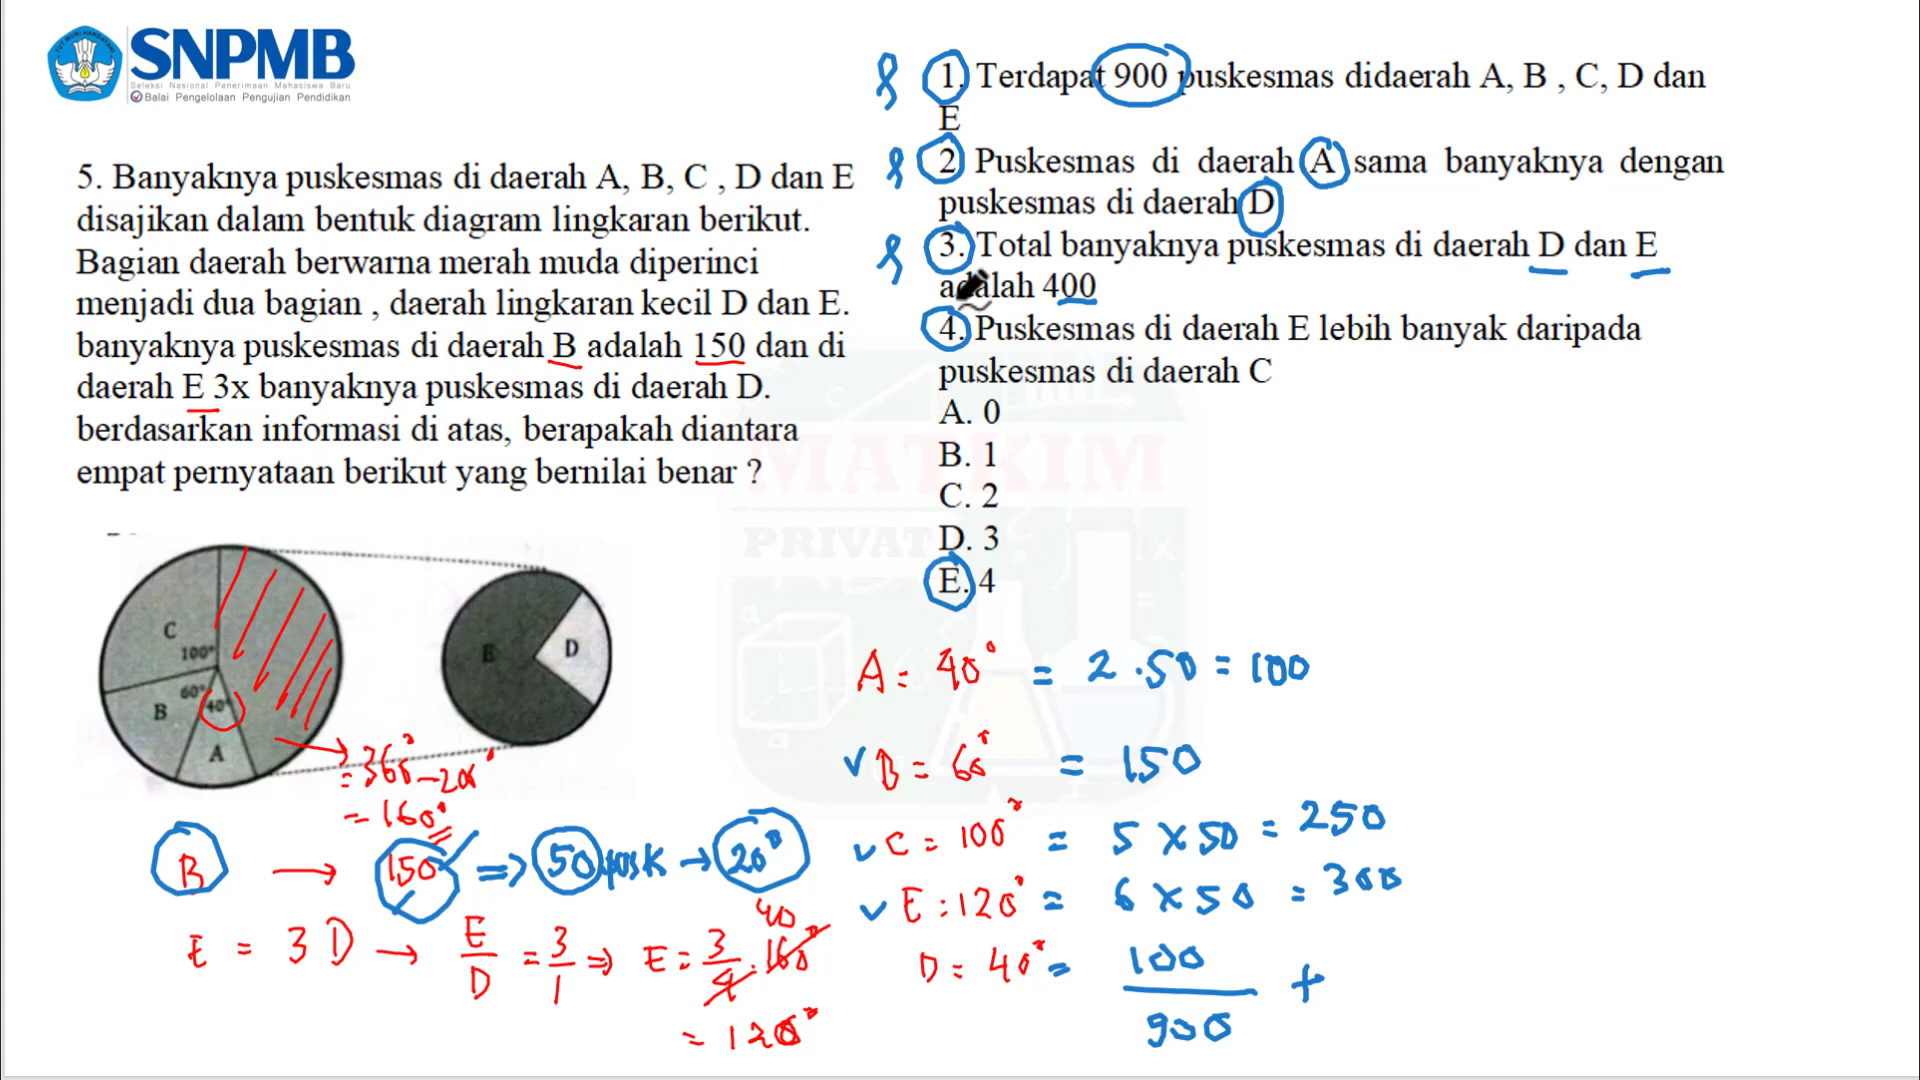 SNPMB
Seleksi Nasional Penerimaan Mahasiswa Baru
Balai Pengelolaan Pengujian Pendidikan
5. Banyaknya puskesmas di daerah A, B, C , D dan E
disajikan dalam bentuk diagram lingkaran berikut.
Bagian daerah berwarna merah muda diperinci
menjadi dua bagian , daerah lingkaran kecil D dan E.
banyaknya puskesmas di daerah B adalah 150 dan di
daerah E 3x banyaknya puskesmas di daerah D.
berdasarkan informasi di atas, berapakah diantara
empat pernyataan berikut yang bernilai benar ?
C
100°
60°
B
40°
A
E
D
= 360° - 200°
= 160°
B → 150 => 50 pusk → 20°
E = 3 D → E/D = 3/1 => E = 3/4 . 160° 40
= 120°
1. Terdapat 900 puskesmas didaerah A, B , C, D dan
E
2 Puskesmas di daerah A sama banyaknya dengan
puskesmas di daerah D
3. Total banyaknya puskesmas di daerah D dan E
adalah 400
4. Puskesmas di daerah E lebih banyak daripada
puskesmas di daerah C
A. 0
B. 1
C. 2
D. 3
E. 4
MATKIM
PRIVAT
A = 40° = 2 . 50 = 100
B = 60° = 150
C = 100° = 5 x 50 = 250
E : 120° = 6 x 50 = 300
D = 40° = 100
+
900